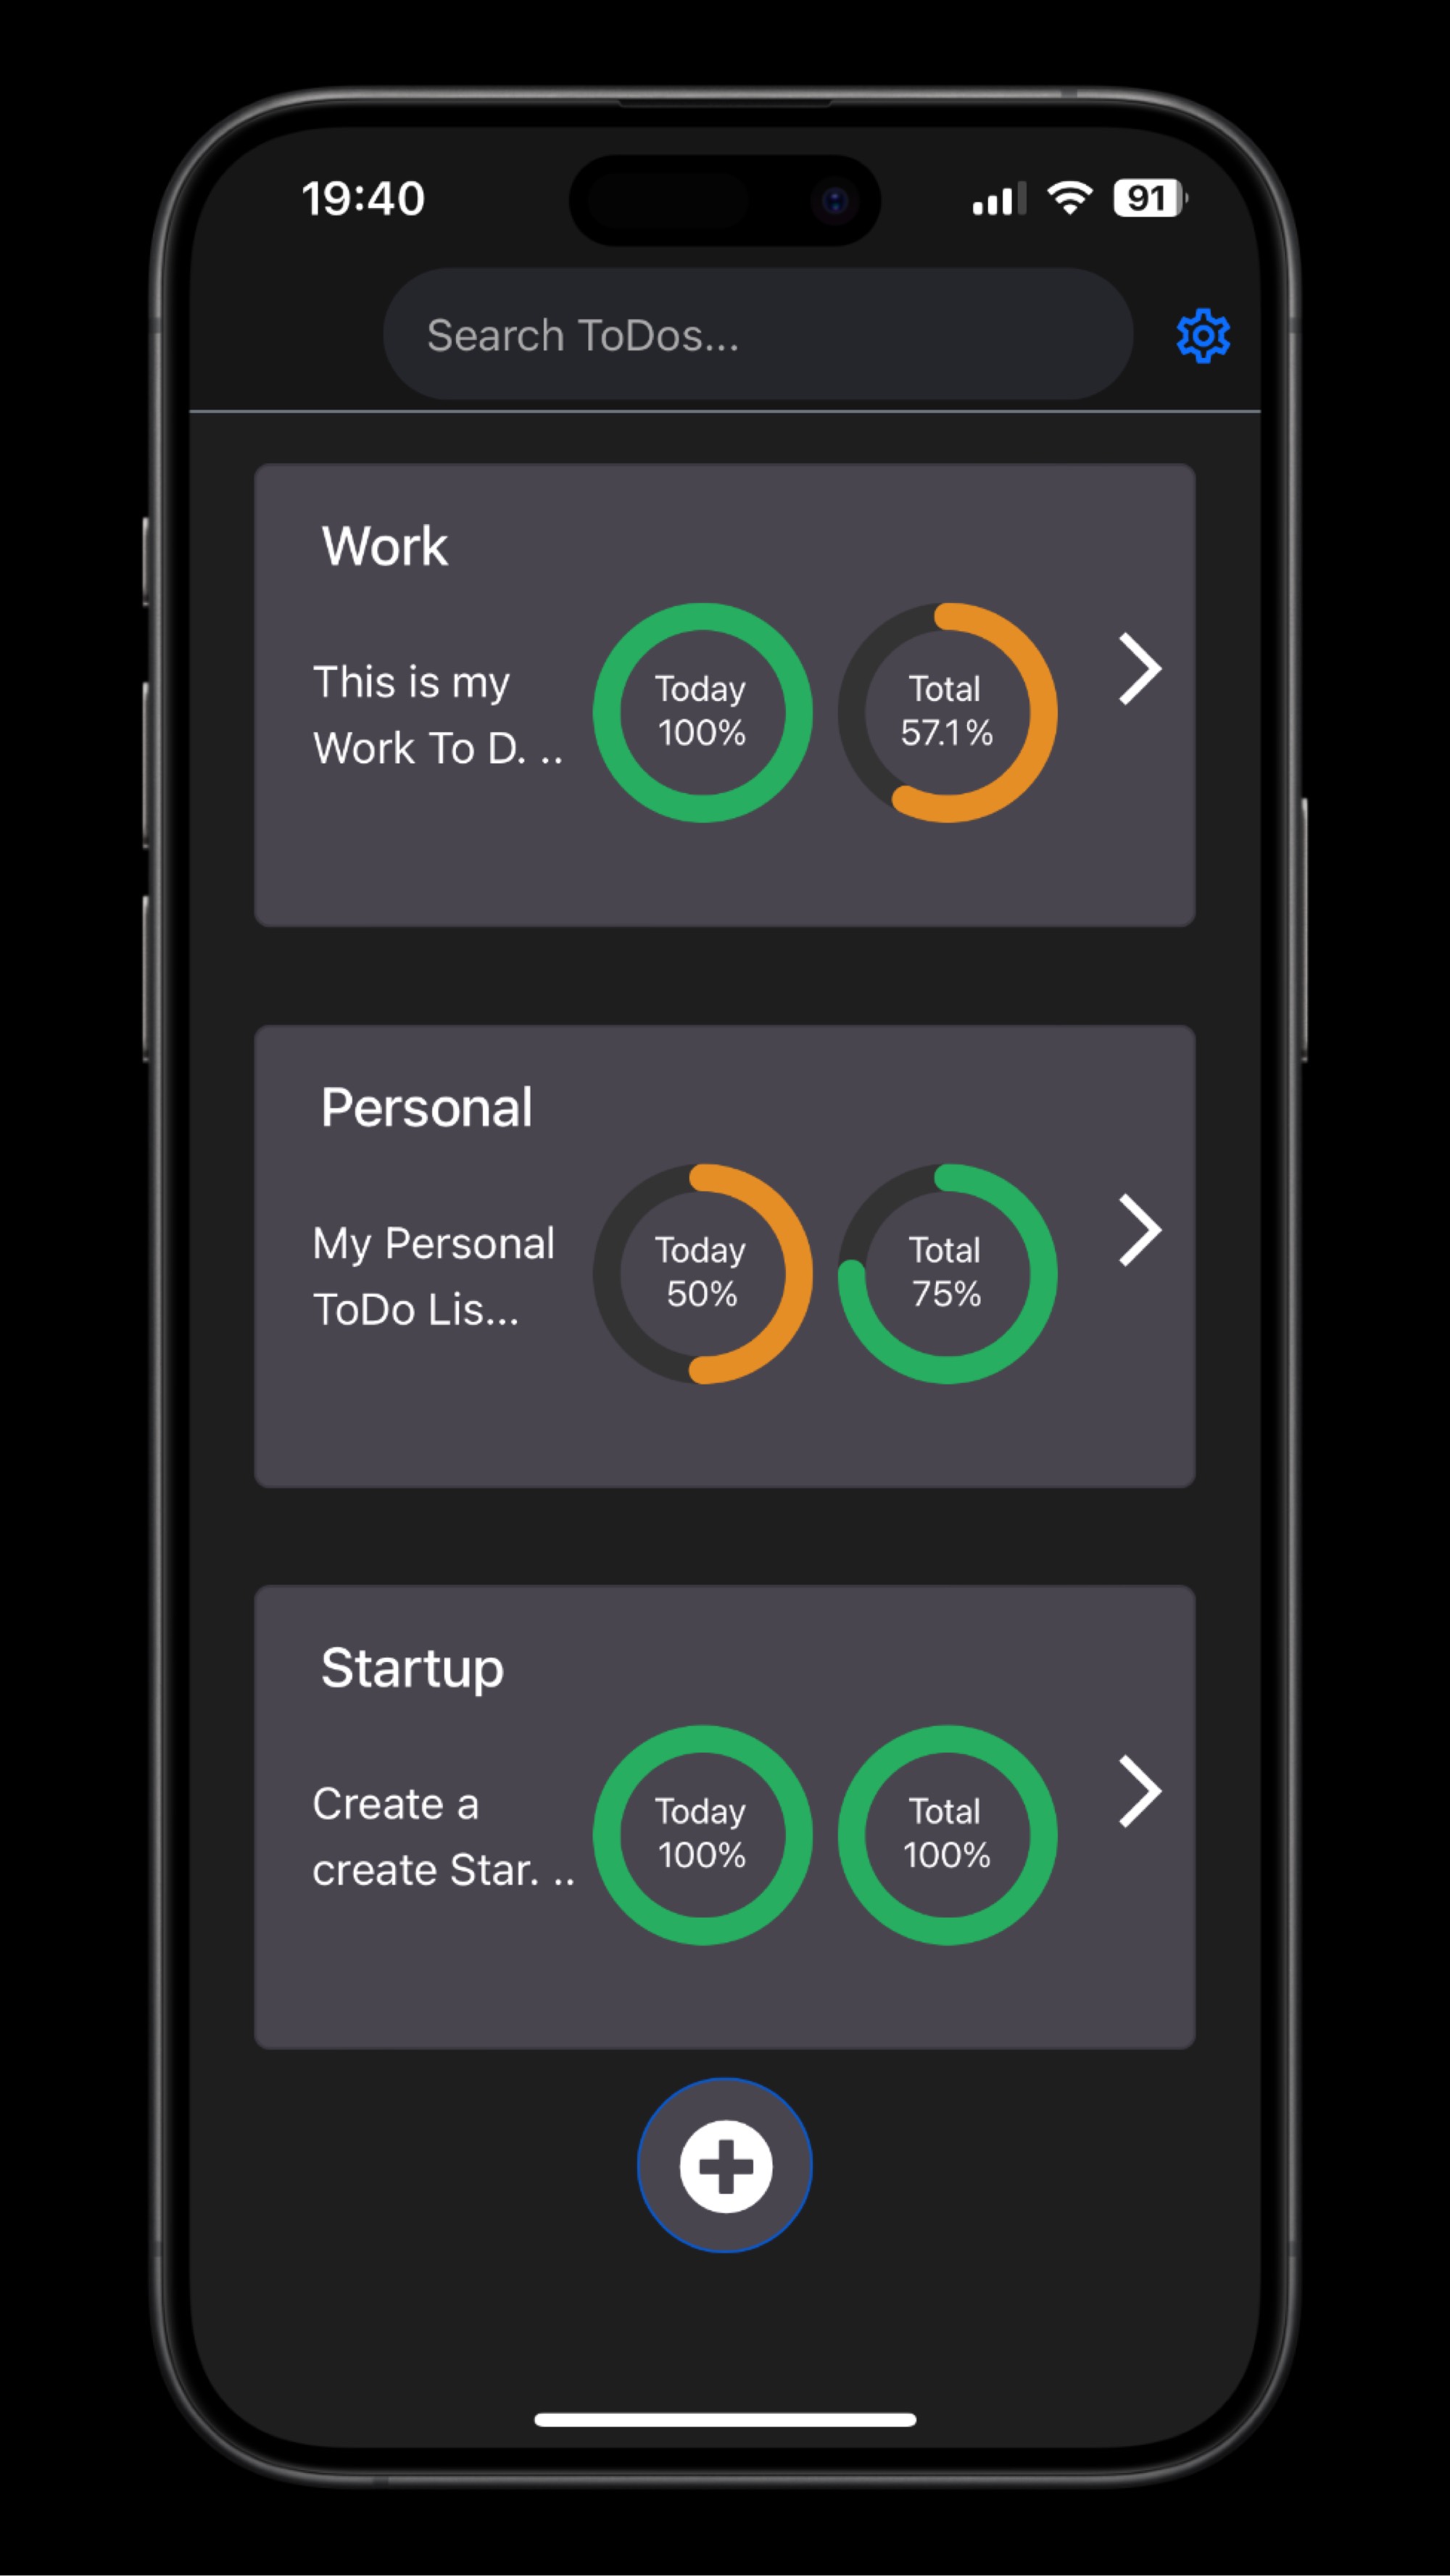 19:40
91
Search ToDos...
Work
This is my
Work To D. ..
Today
100%
Total
57.1%
Personal
My Personal
ToDo Lis...
Today
50%
Total
75%
Startup
Create a
create Star. ..
Today
100%
Total
100%